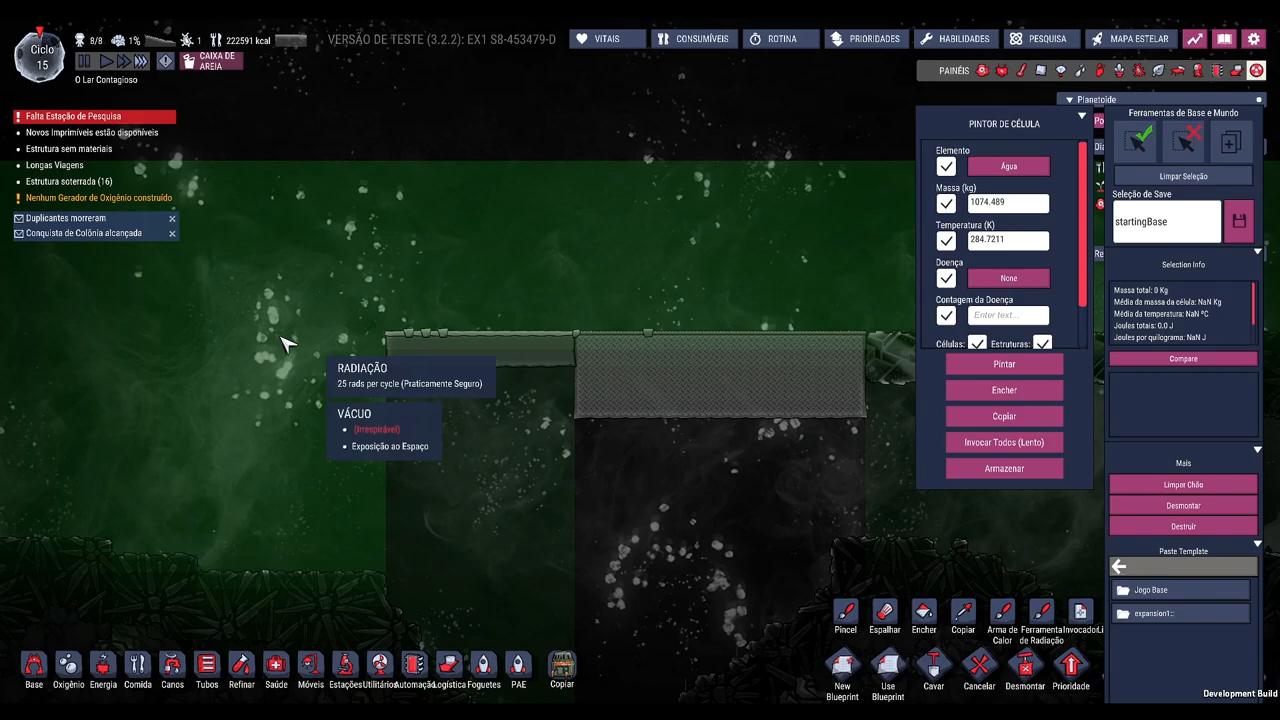 Ciclo
15
8/8
1%
1
222591 kcal
VERSÃO DE TESTE (3.2.2): EX1 S8-453479-D
VITAIS
CONSUMÍVEIS
ROTINA
PRIORIDADES
HABILIDADES
PESQUISA
MAPA ESTELAR
CAIXA DE
AREIA
O Lar Contagioso
PAINÉIS
Falta Estação de Pesquisa
Novos Imprimíveis estão disponíveis
Estrutura sem materiais
Longas Viagens
Estrutura soterrada (16)
Nenhum Gerador de Oxigênio construído
Duplicantes morreram
Conquista de Colônia alcançada
RADIAÇÃO
25 rads per cycle (Praticamente Seguro)
VÁCUO
(Irrespirável)
Exposição ao Espaço
PINTOR DE CÉLULA
Elemento
Água
Massa (kg)
1074.489
Temperatura (K)
284.7211
Doença
None
Contagem da Doença
Enter text...
Células:
Estruturas:
Pintar
Encher
Copiar
Invocar Todos (Lento)
Armazenar
Planetoide
Ferramentas de Base e Mundo
Limpar Seleção
Seleção de Save
startingBase
Selection Info
Massa total: 0 Kg
Média da massa da célula: NaN Kg
Média da temperatura: NaN ºC
Joules totais: 0.0 J
Joules por quilograma: NaN J
Compare
Mais
Limpar Chão
Desmontar
Destruir
Paste Template
Jogo Base
expansion1::
Pincel
Espalhar
Encher
Copiar
Arma de
Calor
Ferramenta
de Radiação
Invocador
New
Blueprint
Use
Blueprint
Cavar
Cancelar
Desmontar
Prioridade
Base
Oxigênio
Energia
Comida
Canos
Tubos
Refinar
Saúde
Móveis
Estações
Utilitários
Automação
Logística
Foguetes
PAE
Copiar
Development Build